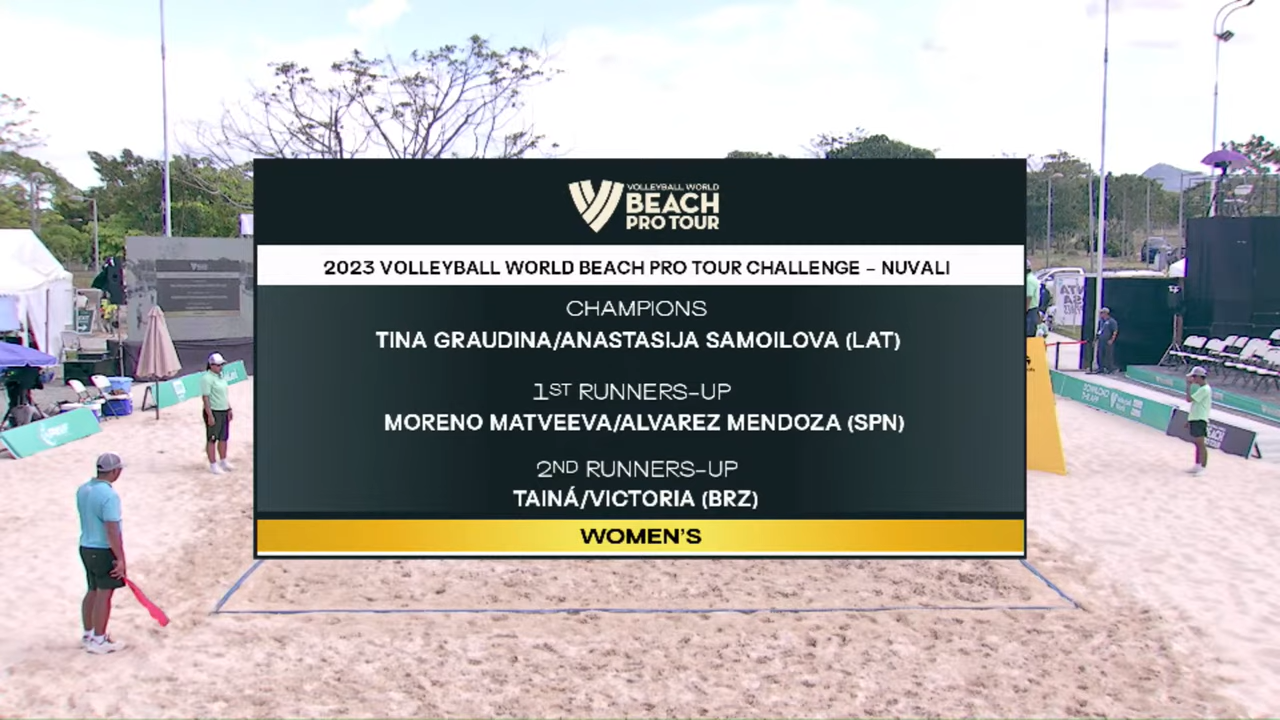 VOLLEYBALL WORLD
BEACH
PRO TOUR
2023 VOLLEYBALL WORLD BEACH PRO TOUR CHALLENGE – NUVALI
CHAMPIONS
TINA GRAUDINA/ANASTASIJA SAMOILOVA (LAT)
1ST RUNNERS-UP
MORENO MATVEEVA/ALVAREZ MENDOZA (SPN)
2ND RUNNERS-UP
TAINÁ/VICTORIA (BRZ)
WOMEN'S